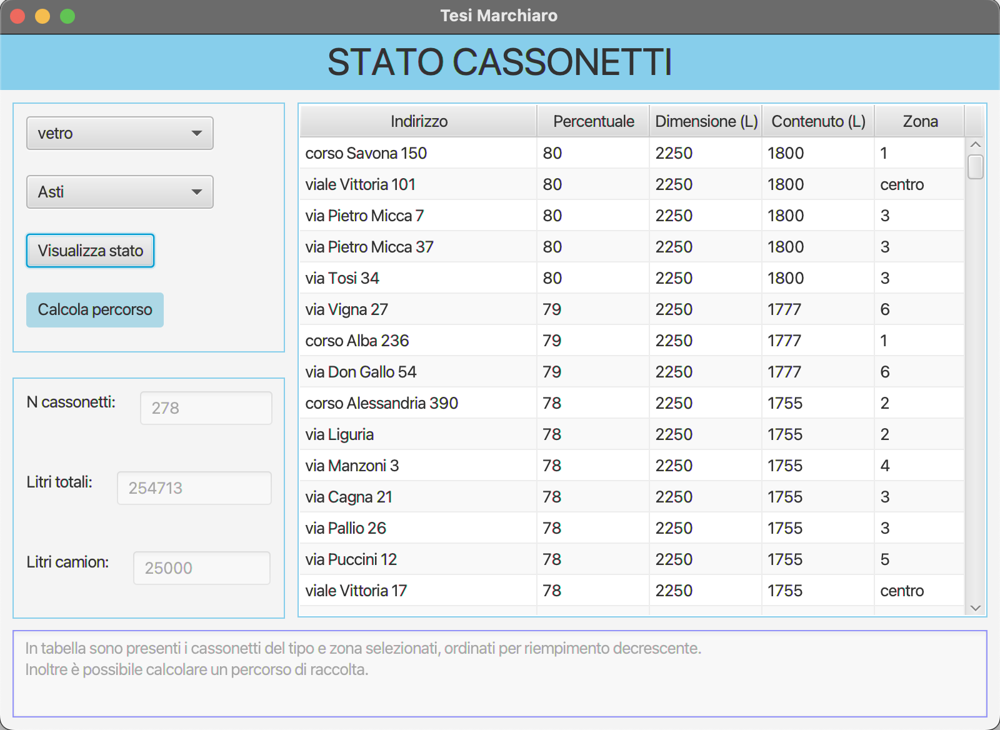 Tesi Marchiaro
STATO CASSONETTI
vetro
Asti
Visualizza stato
Calcola percorso
N cassonetti: 278
Litri totali: 254713
Litri camion: 25000
Indirizzo Percentuale Dimensione (L) Contenuto (L) Zona
corso Savona 150 80 2250 1800 1
viale Vittoria 101 80 2250 1800 centro
via Pietro Micca 7 80 2250 1800 3
via Pietro Micca 37 80 2250 1800 3
via Tosi 34 80 2250 1800 3
via Vigna 27 79 2250 1777 6
corso Alba 236 79 2250 1777 1
via Don Gallo 54 79 2250 1777 6
corso Alessandria 390 78 2250 1755 2
via Liguria 78 2250 1755 2
via Manzoni 3 78 2250 1755 4
via Cagna 21 78 2250 1755 3
via Pallio 26 78 2250 1755 3
via Puccini 12 78 2250 1755 5
viale Vittoria 17 78 2250 1755 centro
In tabella sono presenti i cassonetti del tipo e zona selezionati, ordinati per riempimento decrescente.
Inoltre è possibile calcolare un percorso di raccolta.